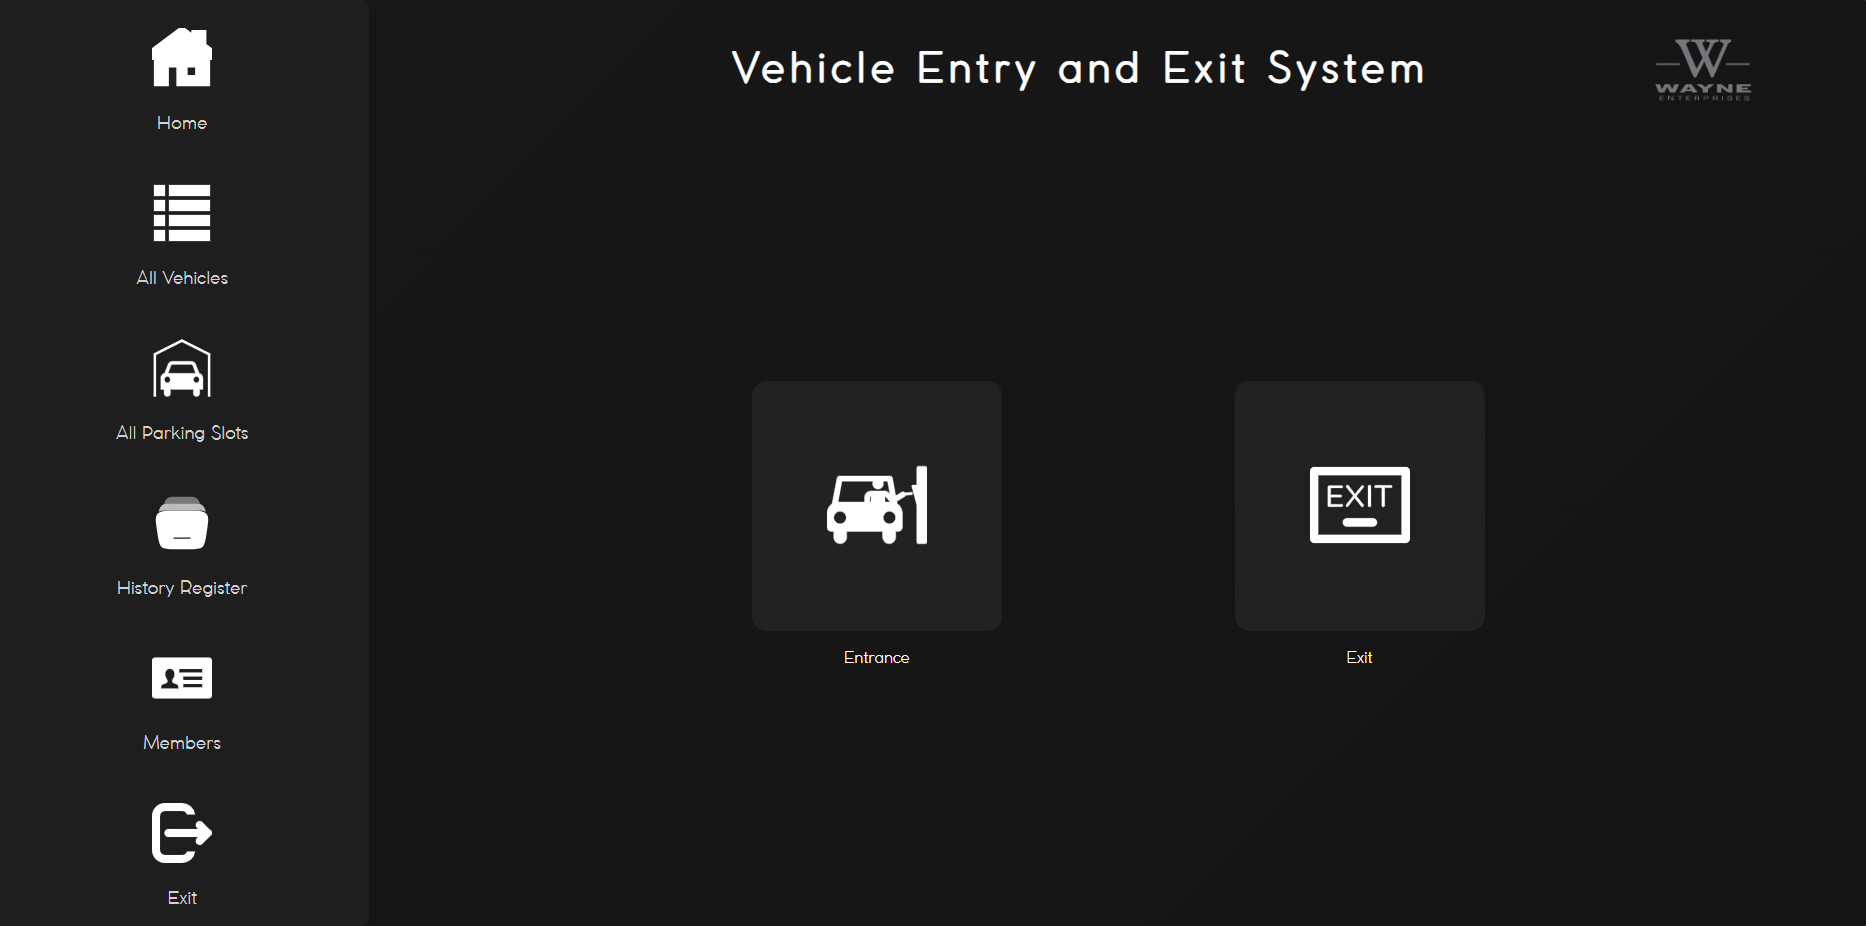 Home
All Vehicles
All Parking Slots
History Register
Members
Exit
Vehicle Entry and Exit System
W
WAYNE
ENTERPRISES
EXIT
Entrance
Exit